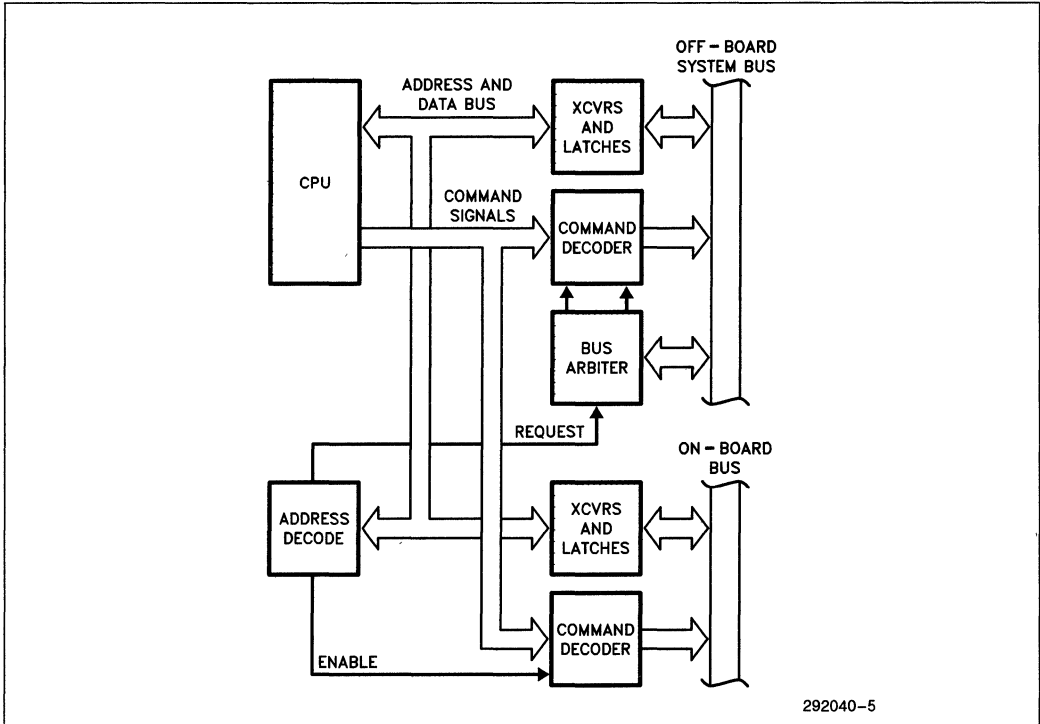 OFF – BOARD
SYSTEM BUS
ADDRESS AND
DATA BUS
XCVRS
AND
LATCHES
CPU
COMMAND
SIGNALS
COMMAND
DECODER
BUS
ARBITER
REQUEST
ON – BOARD
BUS
ADDRESS
DECODE
XCVRS
AND
LATCHES
COMMAND
DECODER
ENABLE
292040–5